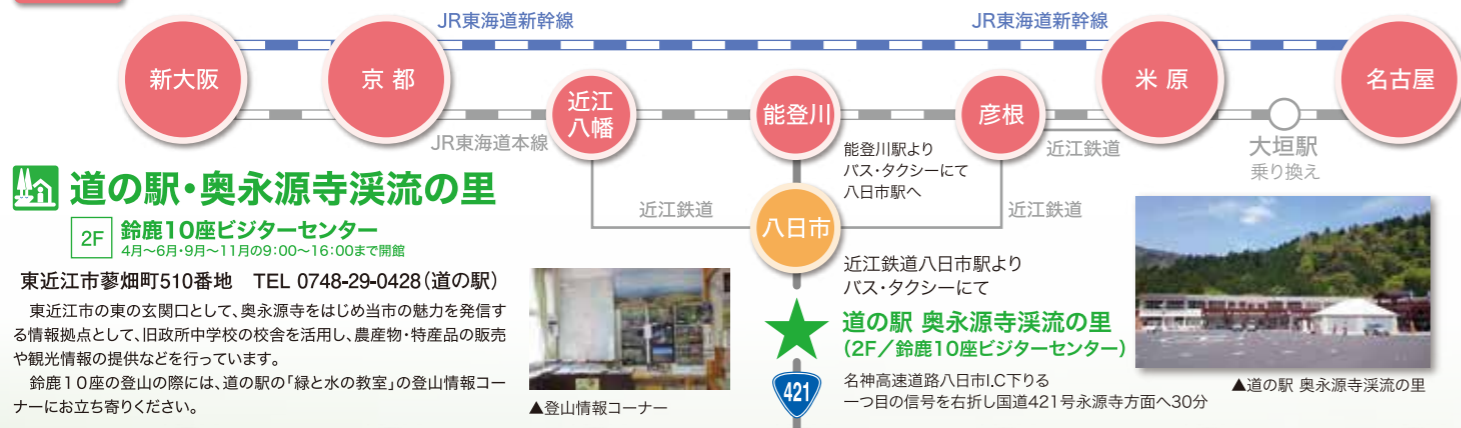 JR東海道新幹線
JR東海道新幹線
新大阪
京都
近江
八幡
能登川
彦根
米原
名古屋
JR東海道本線
能登川駅より
バス・タクシーにて
八日市駅へ
近江鉄道
大垣駅
乗り換え
近江鉄道
八日市
近江鉄道
道の駅・奥永源寺渓流の里
2F
鈴鹿10座ビジターセンター
4月〜6月・9月〜11月の9:00〜16:00まで開館
東近江市蓼畑町510番地 TEL 0748-29-0428(道の駅)
東近江市の東の玄関口として、奥永源寺をはじめ当市の魅力を発信す
る情報拠点として、旧政所中学校の校舎を活用し、農産物・特産品の販売
や観光情報の提供などを行っています。
鈴鹿10座の登山の際には、道の駅の「緑と水の教室」の登山情報コー
ナーにお立ち寄りください。
▲登山情報コーナー
近江鉄道八日市駅より
バス・タクシーにて
道の駅 奥永源寺渓流の里
(2F/鈴鹿10座ビジターセンター)
421
名神高速道路八日市I.C下りる
一つ目の信号を右折し国道421号永源寺方面へ30分
▲道の駅 奥永源寺渓流の里